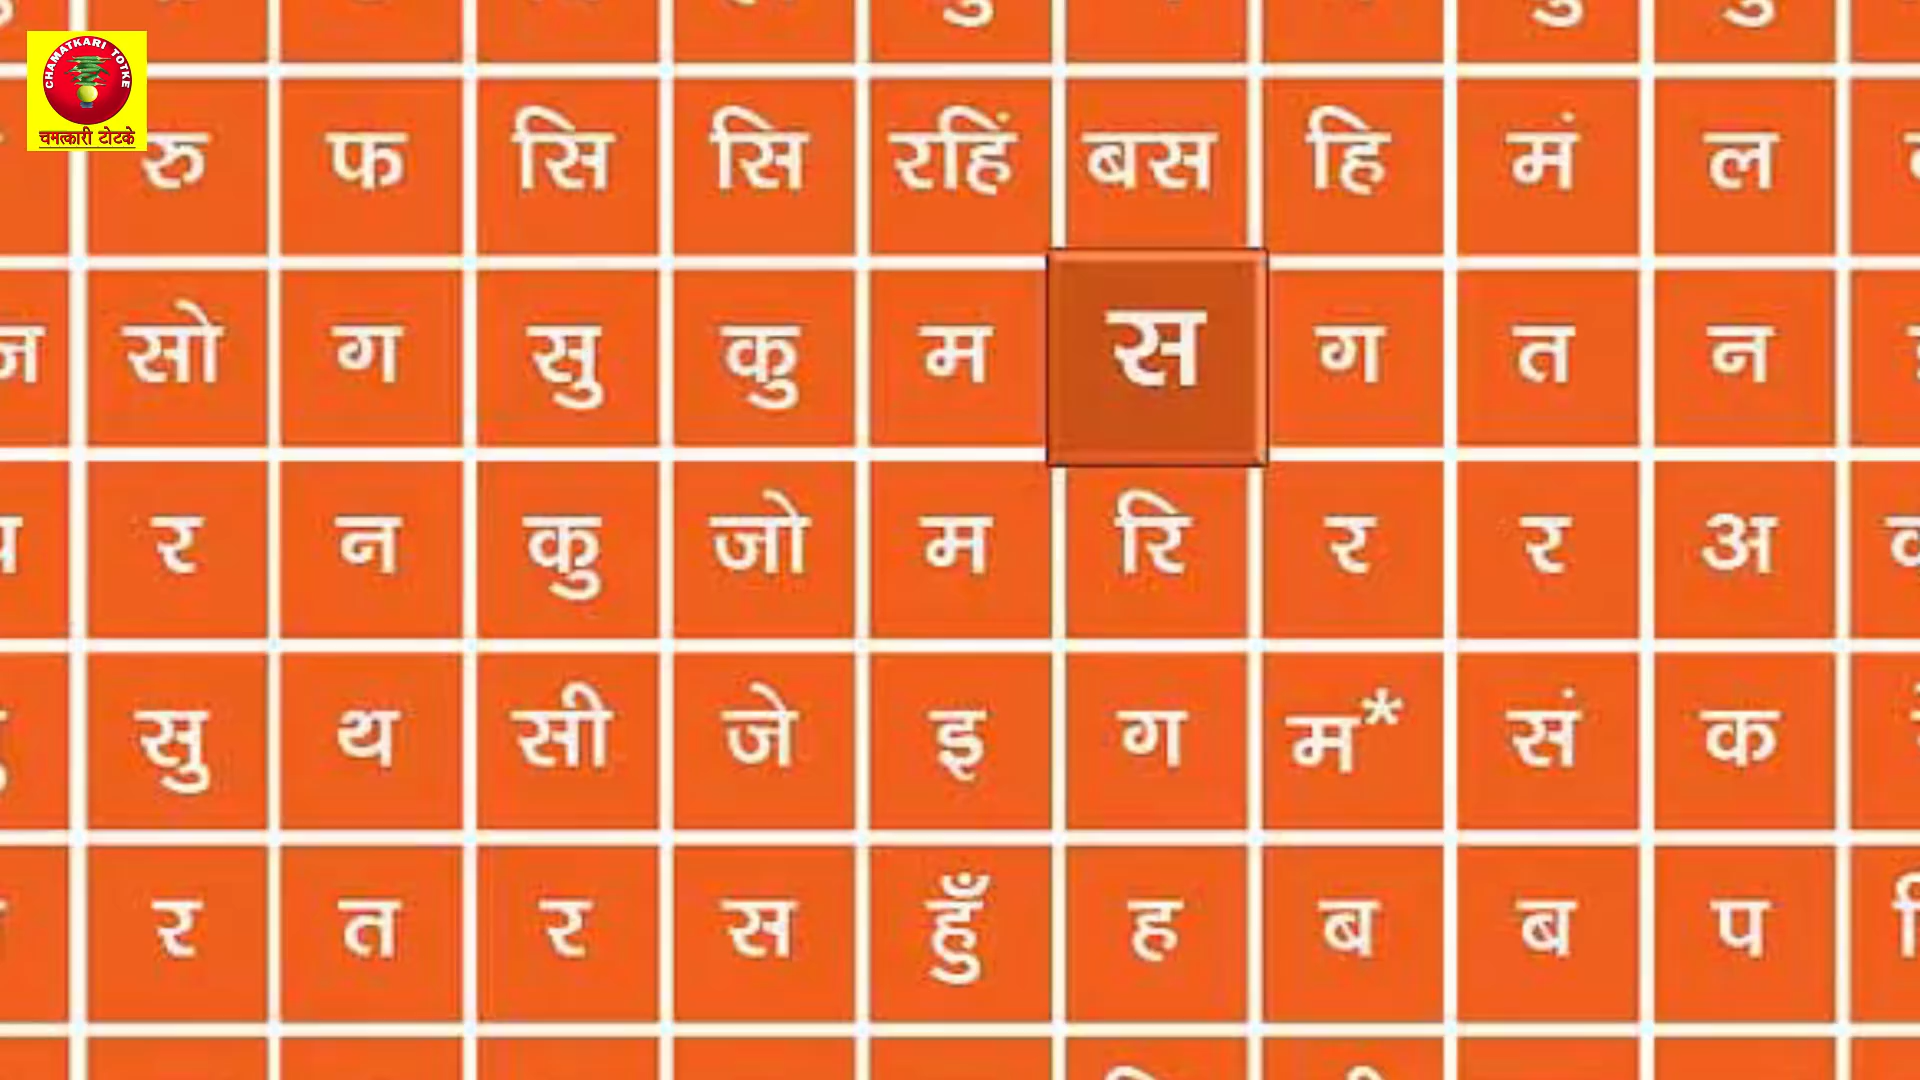 CHAMATKARI TOTKE
चमत्कारी टोटके
रु फ सि सि रहिं बस हि मं ल
सो ग सु कु म स ग त न
र न कु जो म रि र र अ
सु थ सी जे इ ग म* सं क
र त र स हुँ ह ब ब प